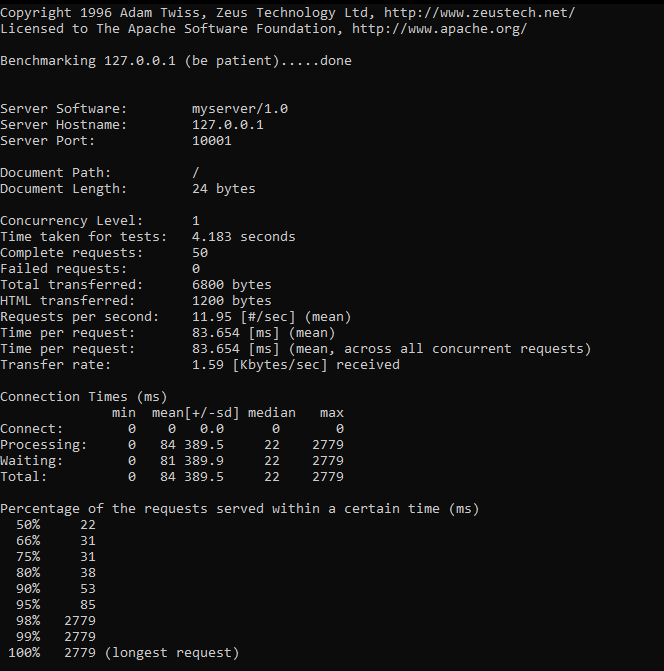 Copyright 1996 Adam Twiss, Zeus Technology Ltd, http://www.zeustech.net/
Licensed to The Apache Software Foundation, http://www.apache.org/
Benchmarking 127.0.0.1 (be patient).....done
Server Software: myserver/1.0
Server Hostname: 127.0.0.1
Server Port: 10001
Document Path: /
Document Length: 24 bytes
Concurrency Level: 1
Time taken for tests: 4.183 seconds
Complete requests: 50
Failed requests: 0
Total transferred: 6800 bytes
HTML transferred: 1200 bytes
Requests per second: 11.95 [#/sec] (mean)
Time per request: 83.654 [ms] (mean)
Time per request: 83.654 [ms] (mean, across all concurrent requests)
Transfer rate: 1.59 [Kbytes/sec] received
Connection Times (ms)
min mean[+/-sd] median max
Connect: 0 0 0.0 0 0
Processing: 0 84 389.5 22 2779
Waiting: 0 81 389.9 22 2779
Total: 0 84 389.5 22 2779
Percentage of the requests served within a certain time (ms)
50% 22
66% 31
75% 31
80% 38
90% 53
95% 85
98% 2779
99% 2779
100% 2779 (longest request)